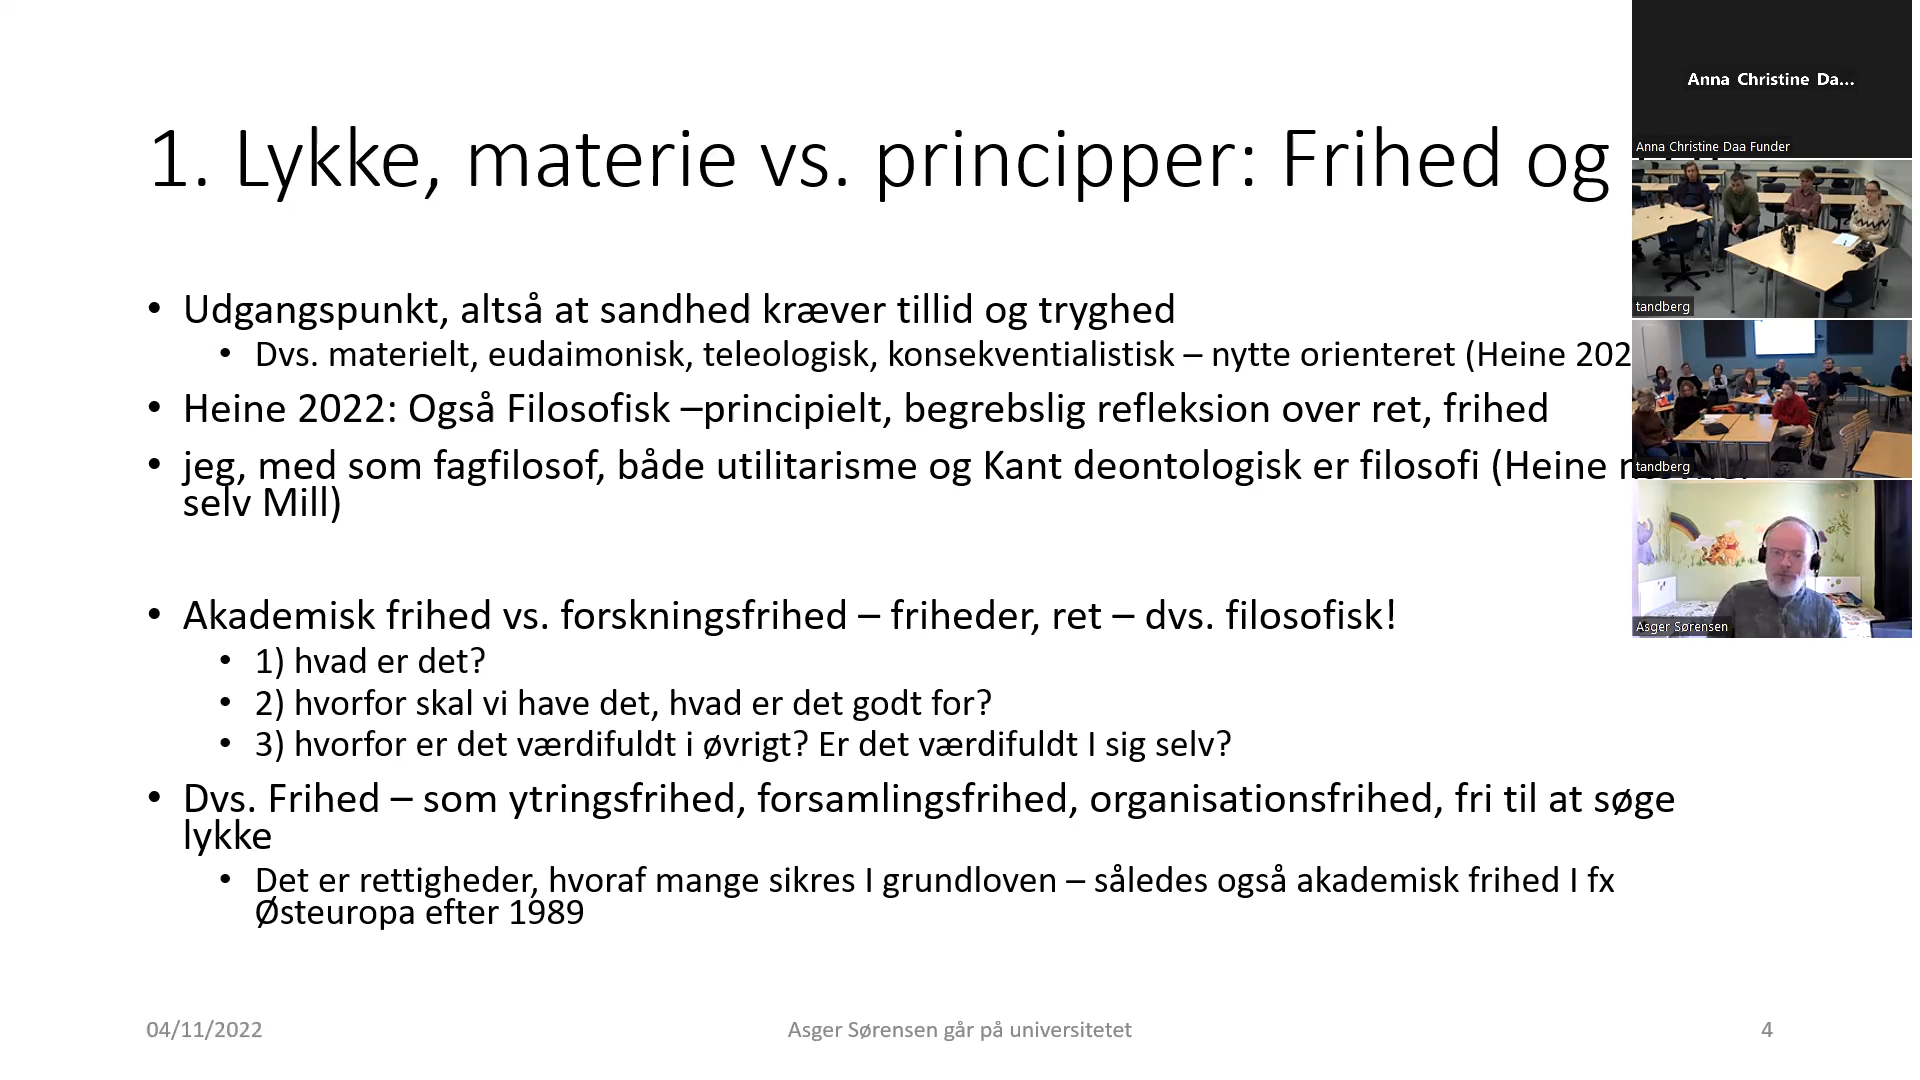 Anna Christine Da...
Anna Christine Daa Funder
1. Lykke, materie vs. principper: Frihed og
tandberg
• Udgangspunkt, altså at sandhed kræver tillid og tryghed
• Dvs. materielt, eudaimonisk, teleologisk, konsekventialistisk – nytte orienteret (Heine 202
• Heine 2022: Også Filosofisk –principielt, begrebslig refleksion over ret, frihed
• jeg, med som fagfilosof, både utilitarisme og Kant deontologisk er filosofi (Heine
selv Mill)
tandberg
• Akademisk frihed vs. forskningsfrihed – friheder, ret – dvs. filosofisk!
Asger Sørensen
• 1) hvad er det?
• 2) hvorfor skal vi have det, hvad er det godt for?
• 3) hvorfor er det værdifuldt i øvrigt? Er det værdifuldt I sig selv?
• Dvs. Frihed – som ytringsfrihed, forsamlingsfrihed, organisationsfrihed, fri til at søge
lykke
• Det er rettigheder, hvoraf mange sikres I grundloven – således også akademisk frihed I fx
Østeuropa efter 1989
04/11/2022
Asger Sørensen går på universitetet
4